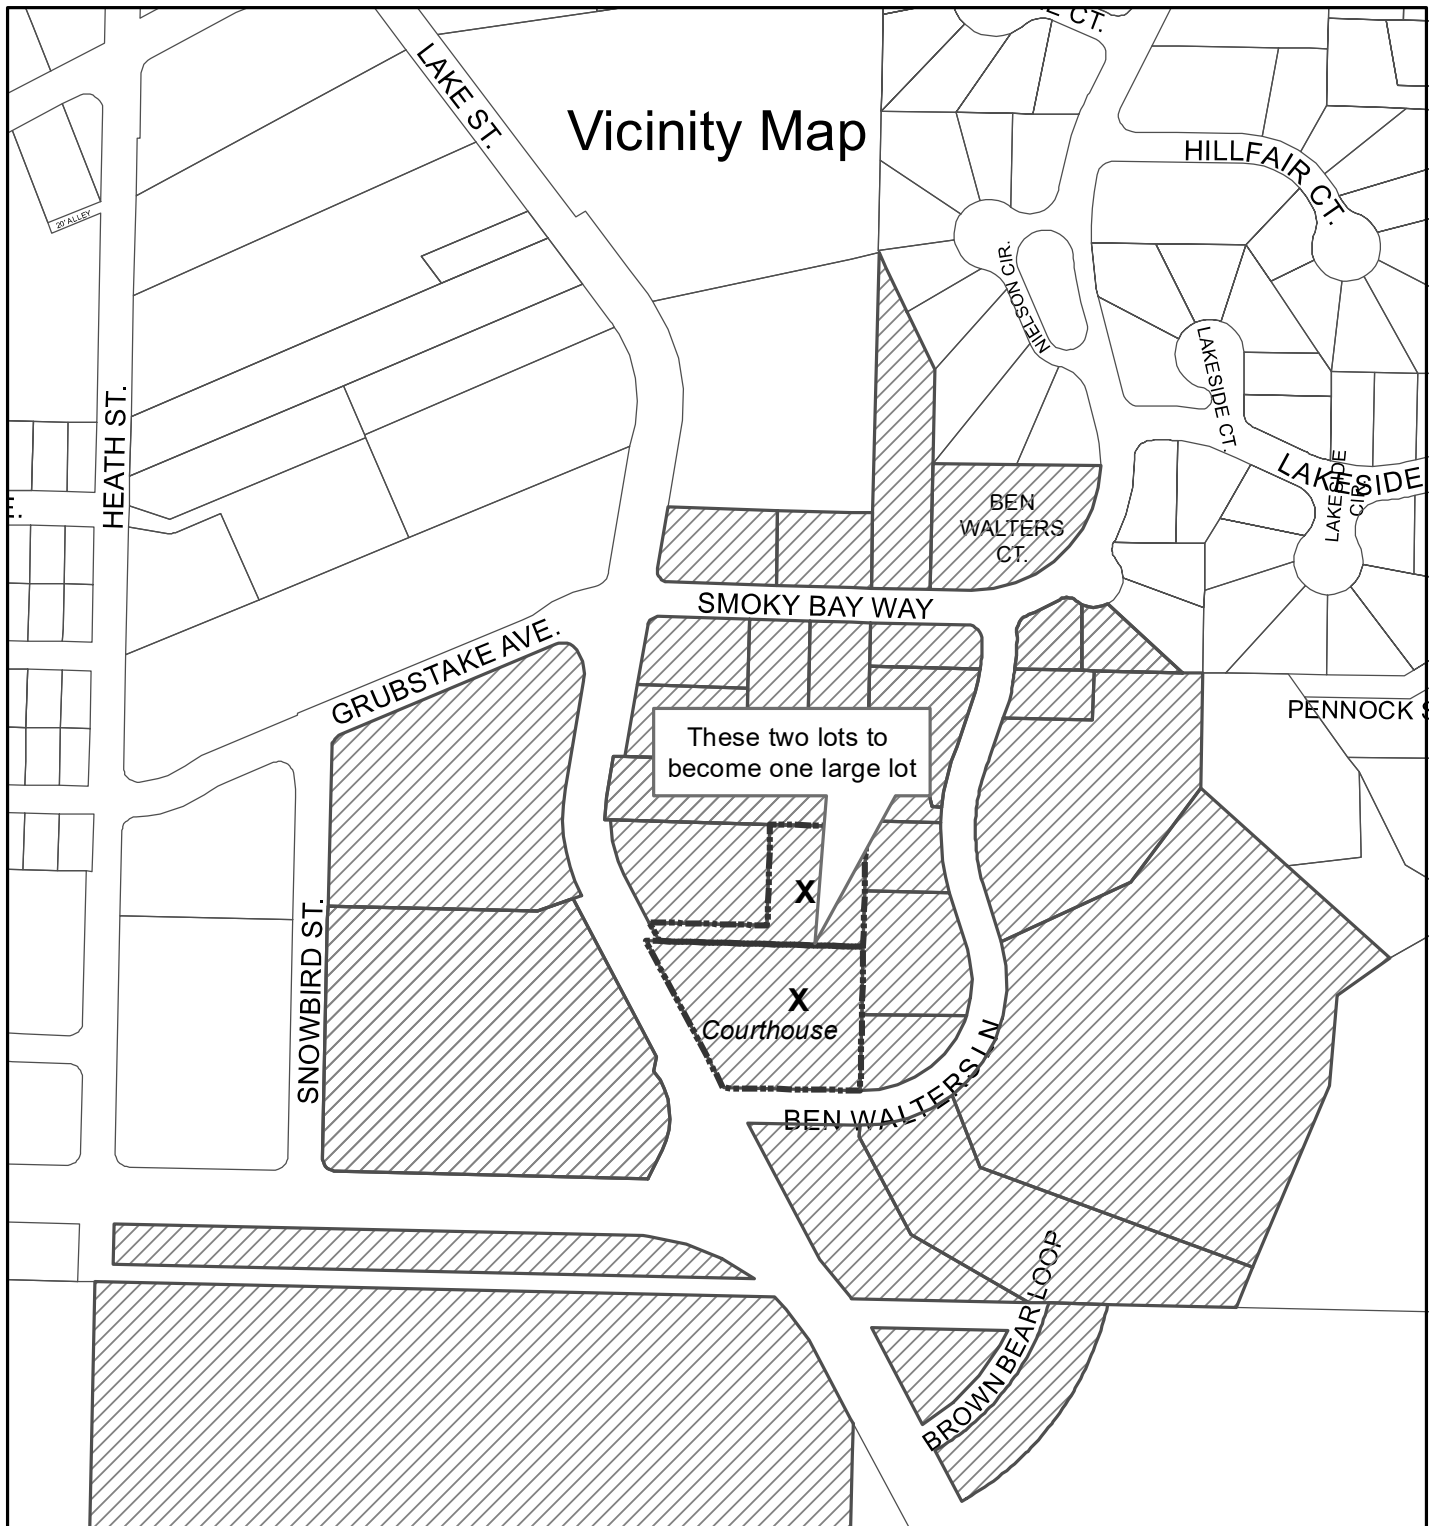 E CT.
LAKE ST.
Vicinity Map
HILLFAIR CT.
20' ALLEY
NIELSON CIR.
LAKESIDE CT.
HEATH ST.
LAKESIDE
LAKESIDE
CIR.
E.
BEN
WALTERS
CT.
SMOKY BAY WAY
GRUBSTAKE AVE.
PENNOCK S
These two lots to
become one large lot
X
SNOWBIRD ST.
X
Courthouse
BEN WALTERS LN
BROWN BEAR LOOP